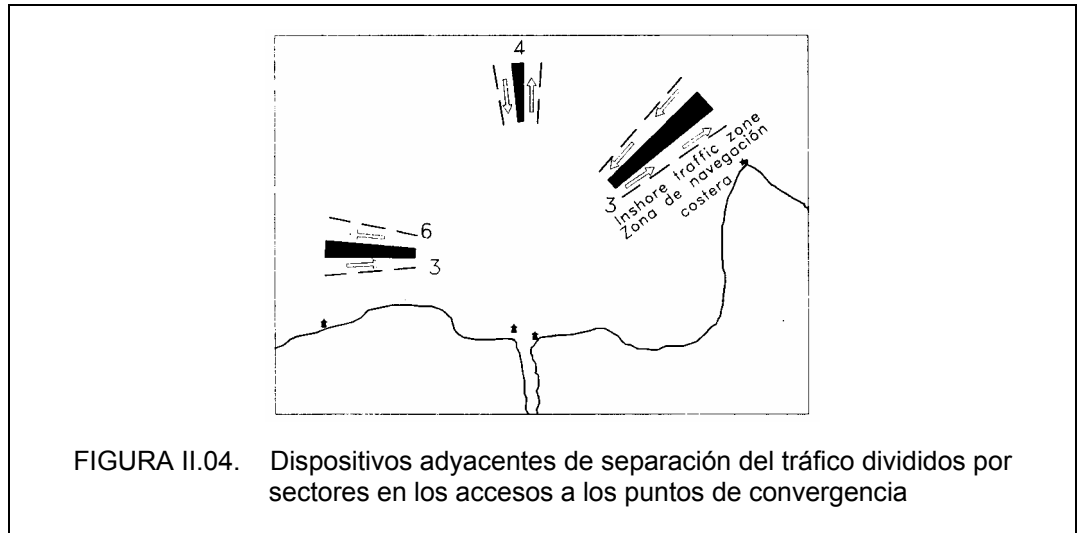 4
3
Inshore traffic zone
Zona de navegación
costera
6
3
FIGURA II.04. Dispositivos adyacentes de separación del tráfico divididos por
sectores en los accesos a los puntos de convergencia